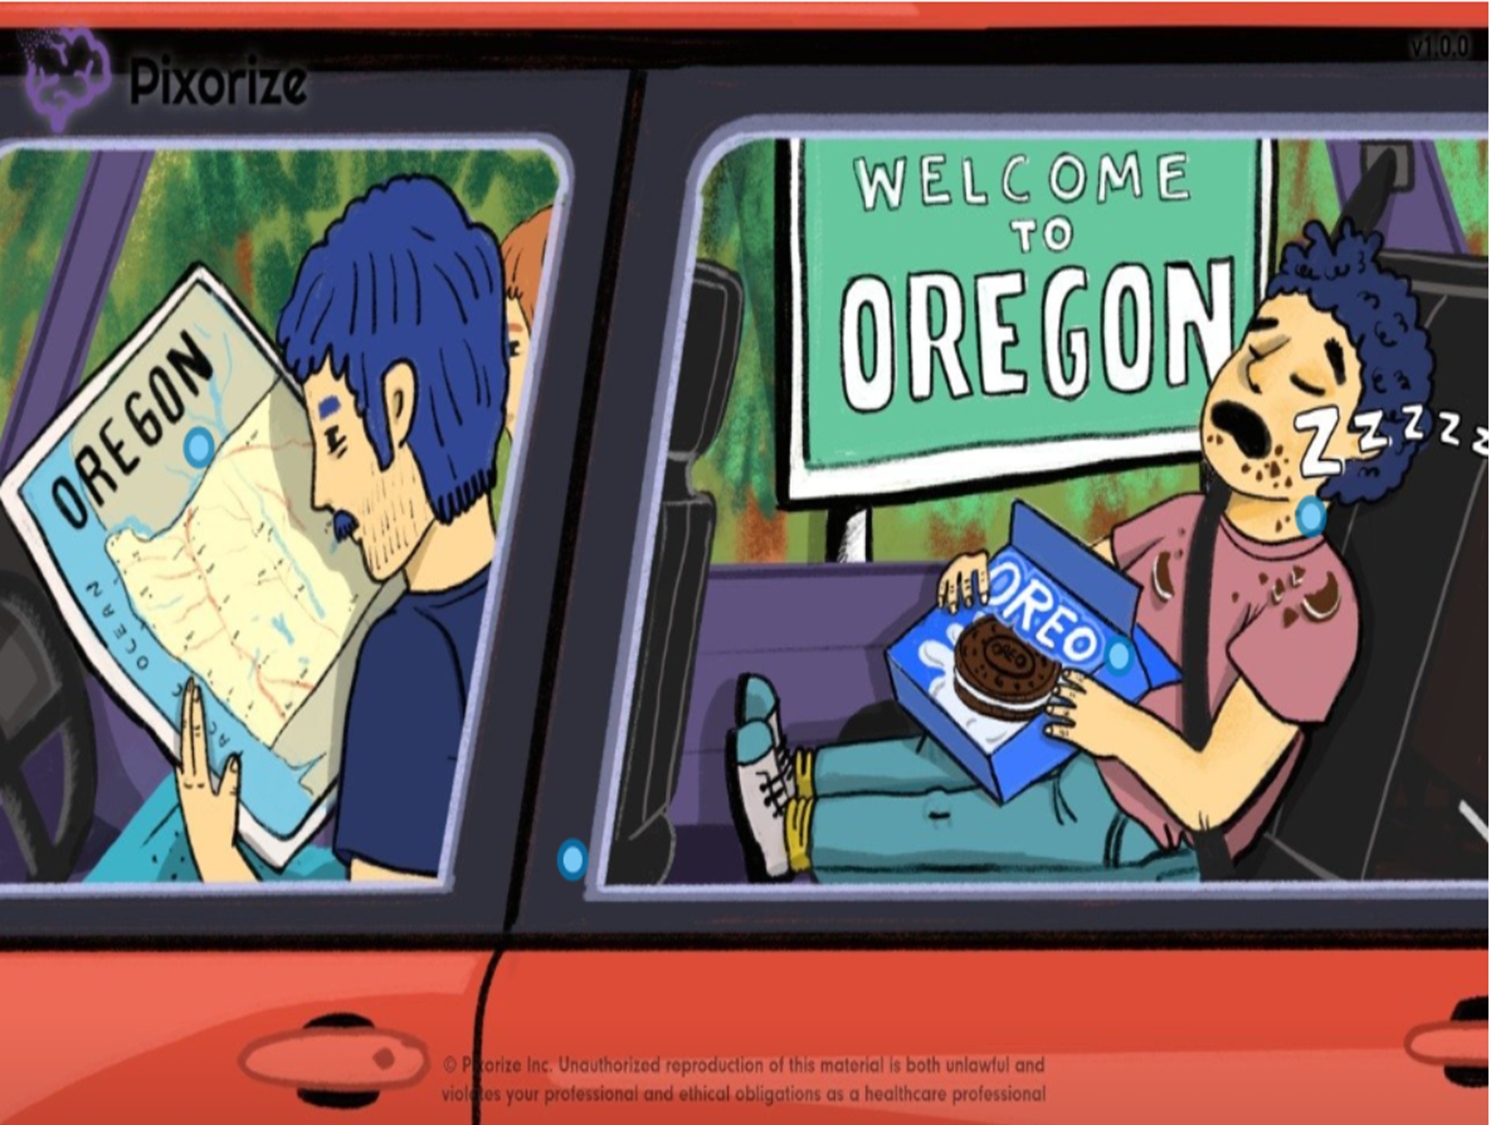 Pixorize
v1.0.0
WELCOME
TO
OREGON
OREGON
OCEAN
Zzzzz
OREO
OREO
© Pixorize Inc. Unauthorized reproduction of this material is both unlawful and
violates your professional and ethical obligations as a healthcare professional